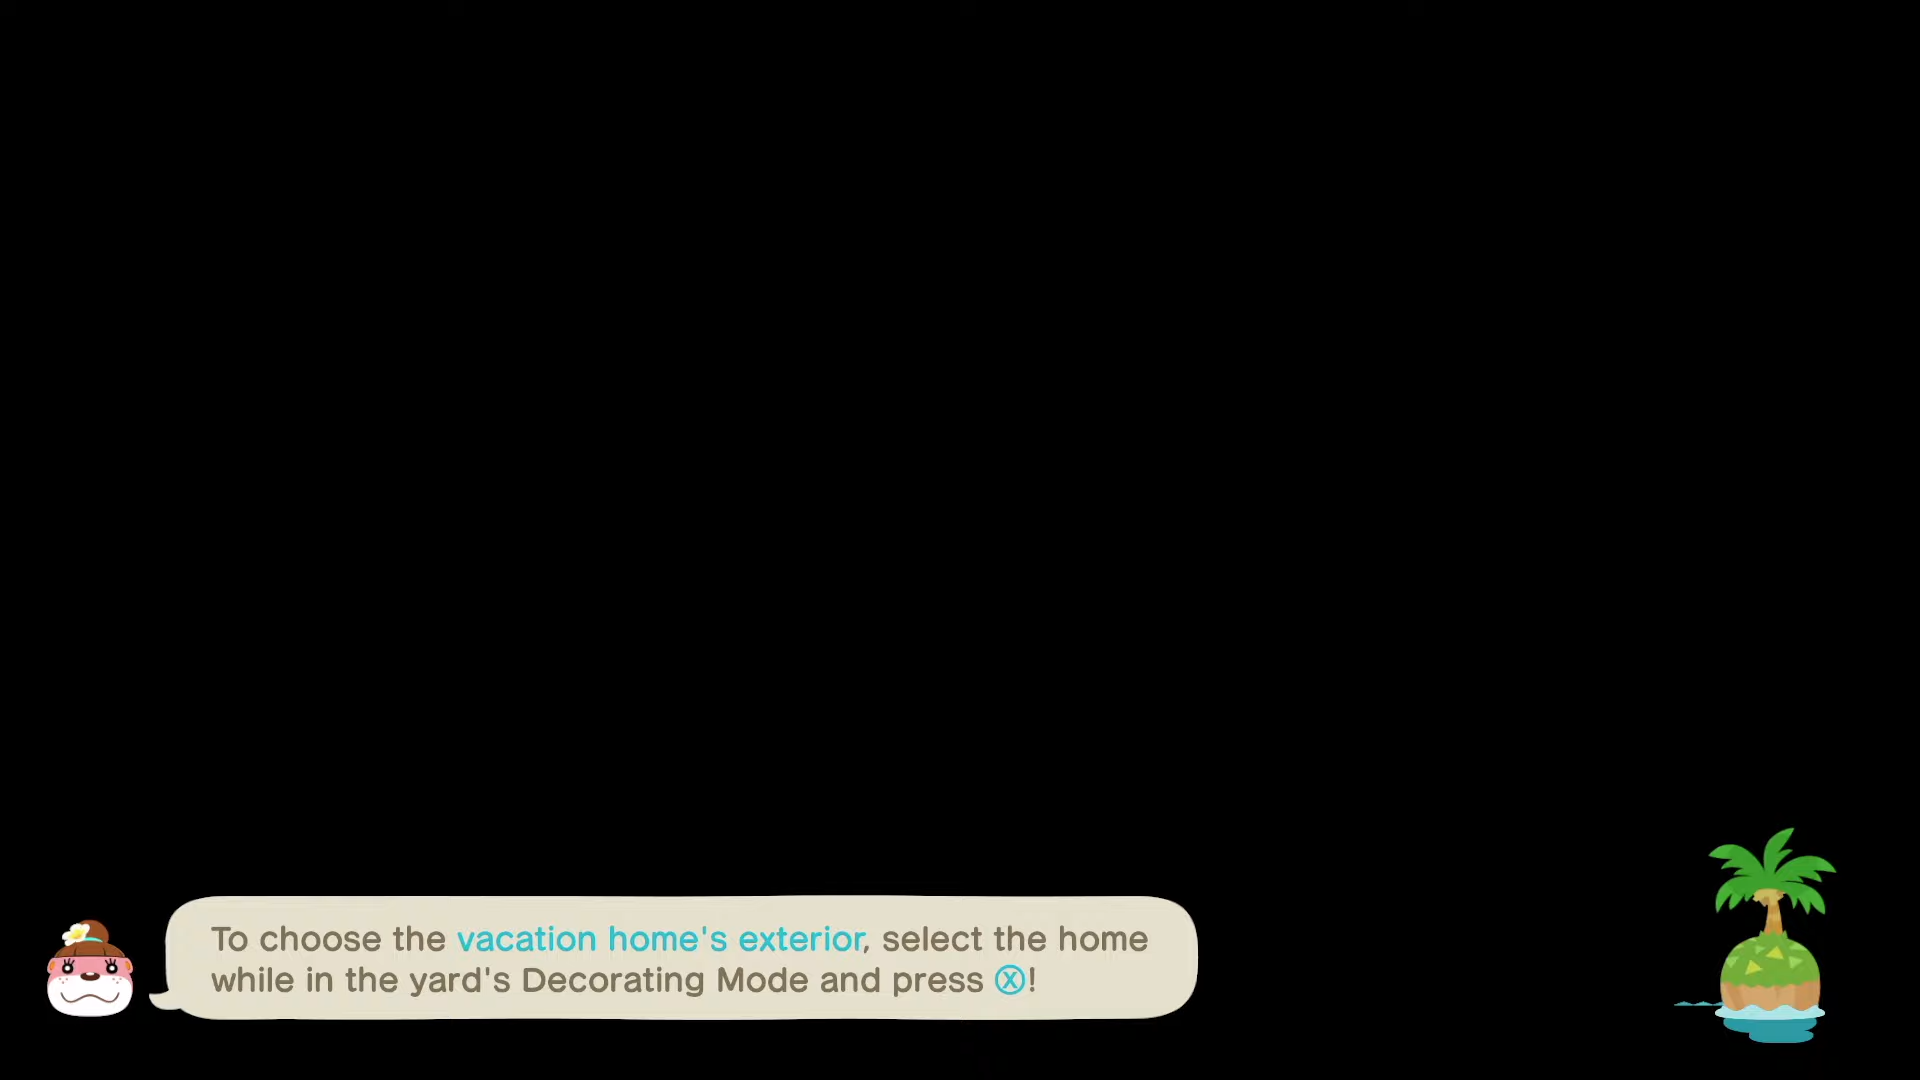 To choose the vacation home's exterior, select the home
while in the yard's Decorating Mode and press Ⓧ!